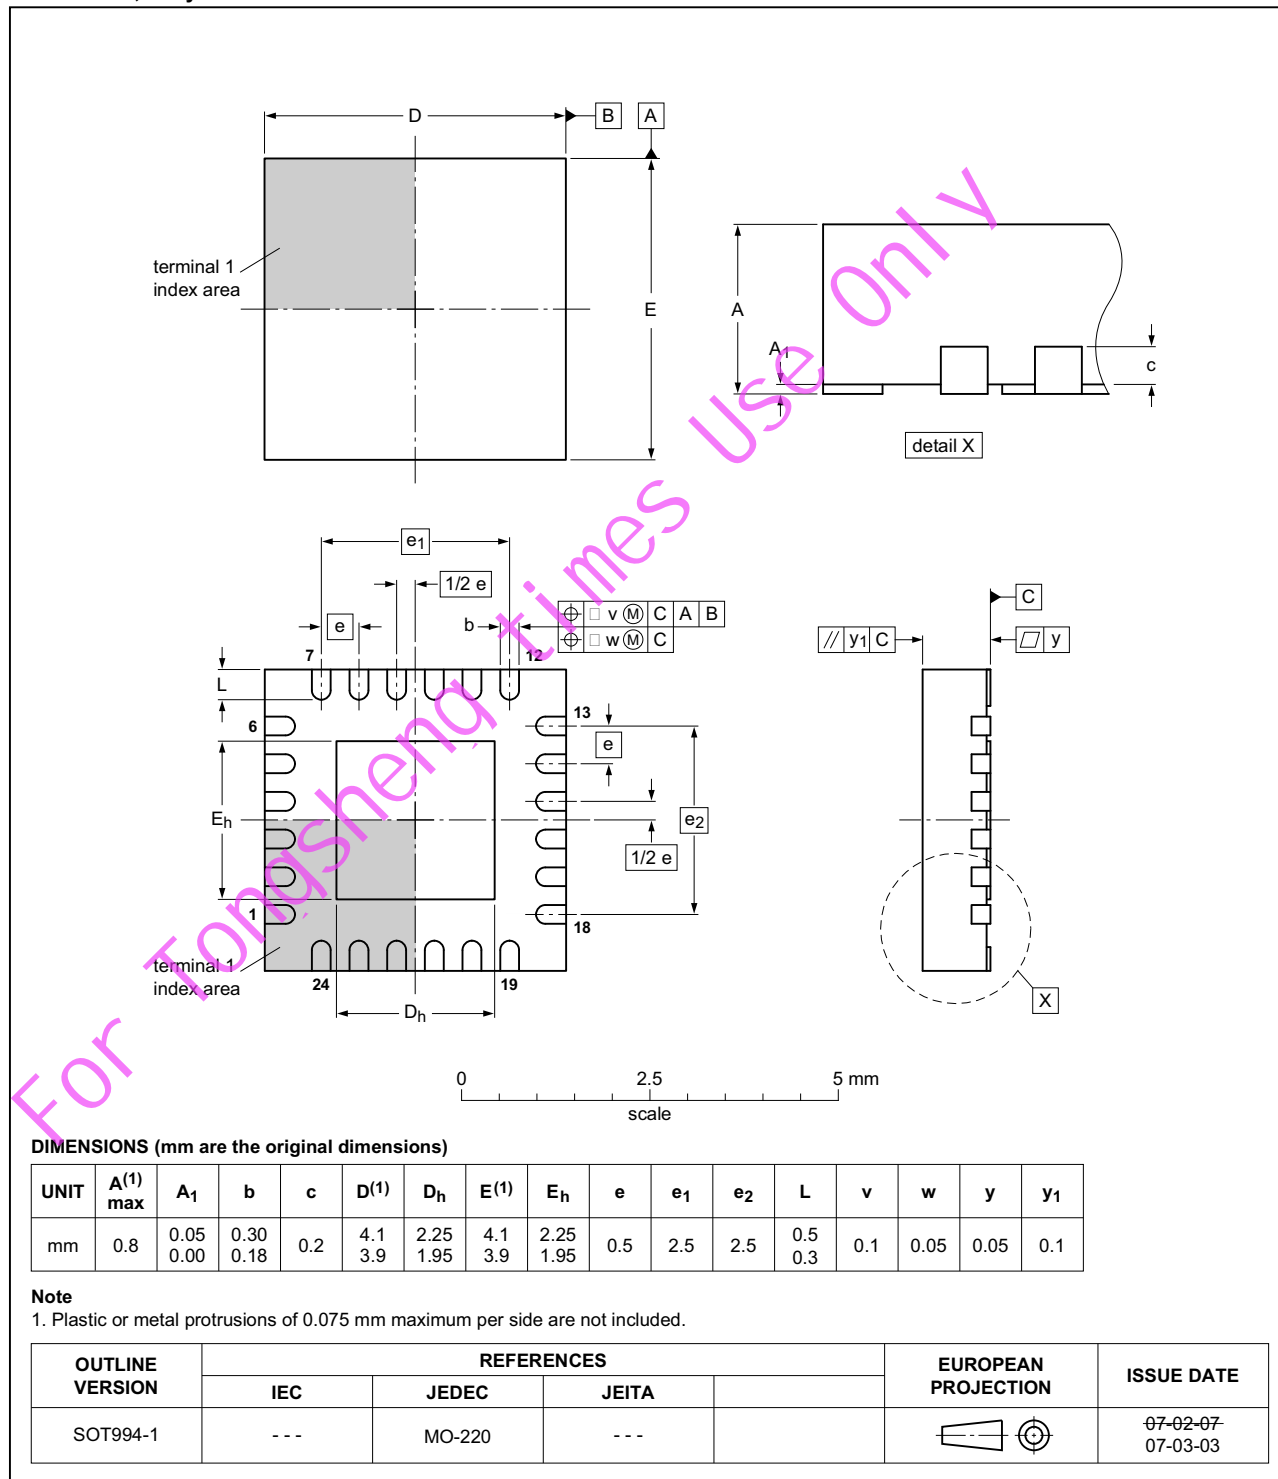 D
B
A
terminal 1
index area
E
A
A1
c
detail X
e1
1/2 e
e
b
v M C A B
w M C
7
12
L
6
13
e
Eh
e2
1/2 e
1
18
terminal 1
index area
24
19
Dh
C
// y1 C
y
X
For Tongsheng times Use Only
0 2.5 5 mm
scale
DIMENSIONS (mm are the original dimensions)
UNIT A(1) max A1 b c D(1) Dh E(1) Eh e e1 e2 L v w y y1
mm 0.8 0.05 0.00 0.30 0.18 0.2 4.1 3.9 2.25 1.95 4.1 3.9 2.25 1.95 0.5 2.5 2.5 0.5 0.3 0.1 0.05 0.05 0.1
Note
1. Plastic or metal protrusions of 0.075 mm maximum per side are not included.
OUTLINE VERSION REFERENCES EUROPEAN PROJECTION ISSUE DATE
IEC JEDEC JEITA
SOT994-1 - - - MO-220 - - - 07-02-07
07-03-03